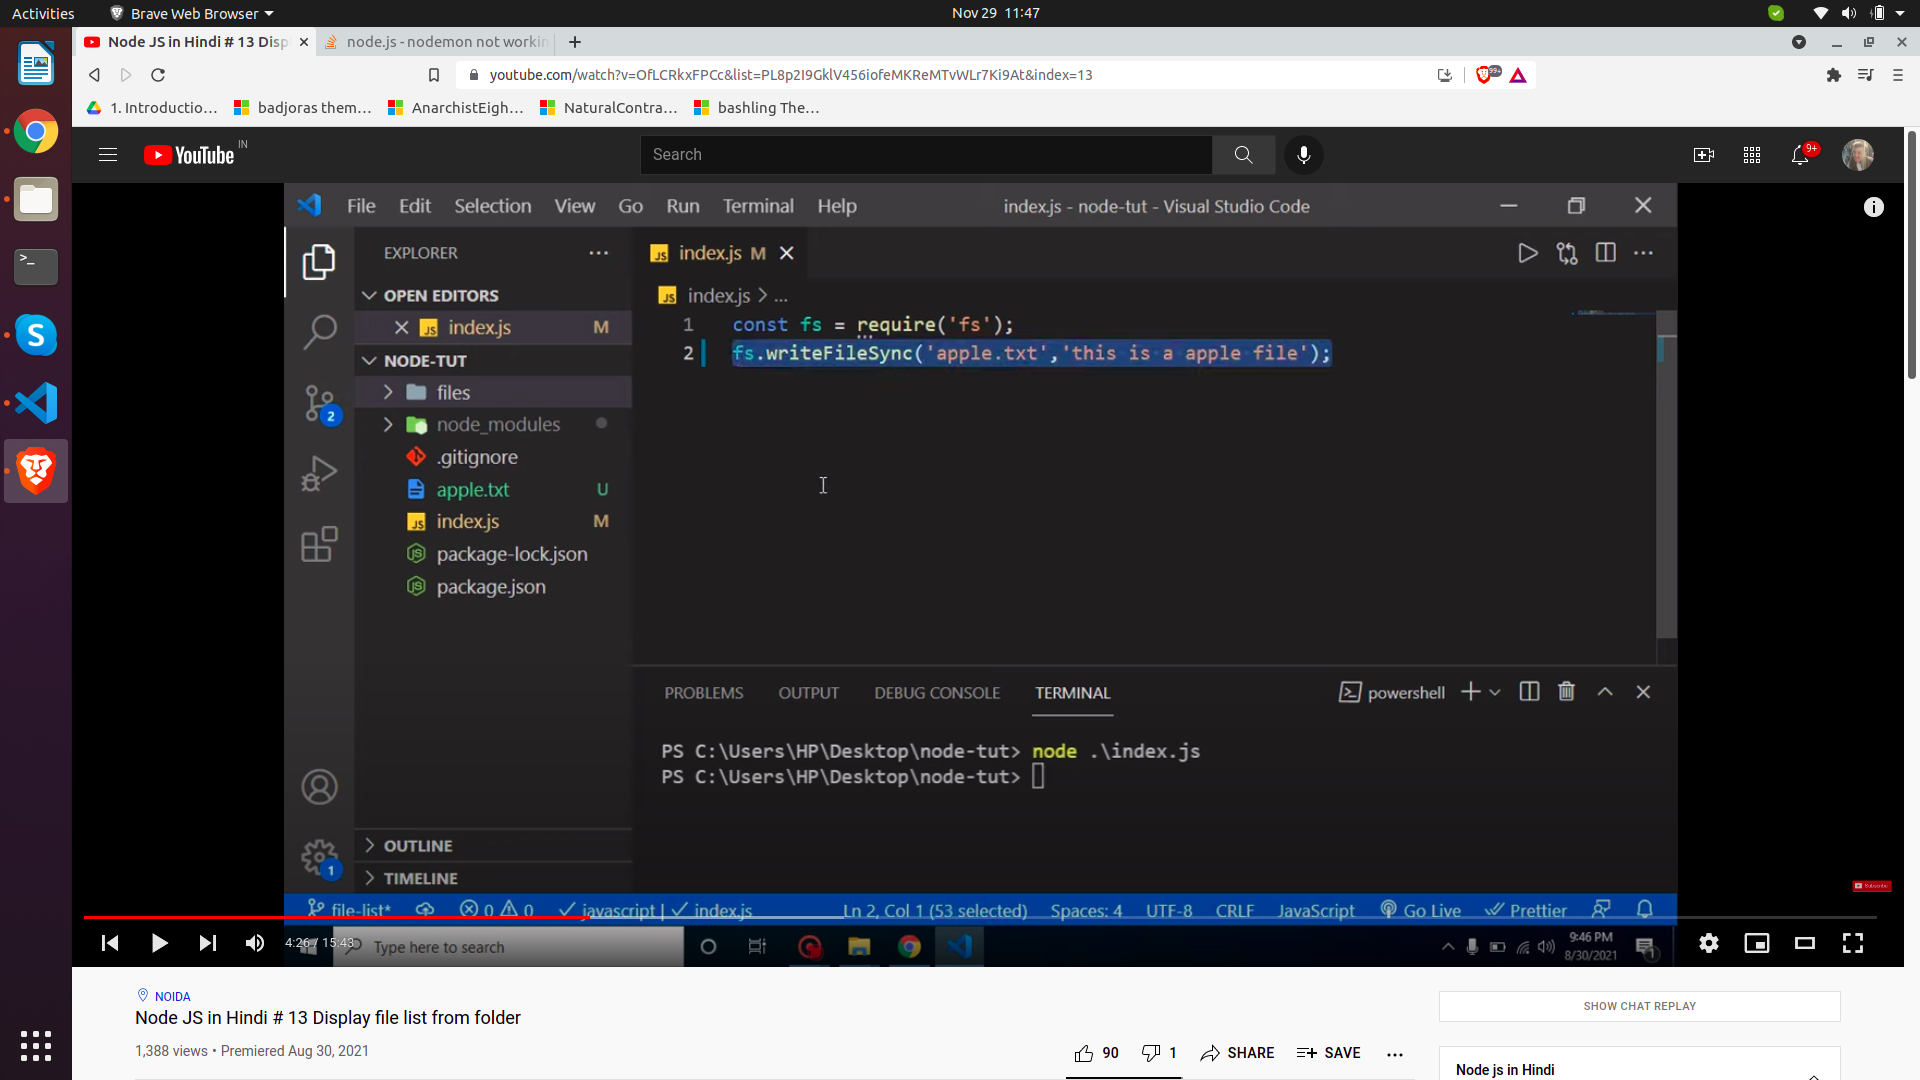 Activities
Brave Web Browser
Nov 29 11:47
Node JS in Hindi # 13 Disp
node.js - nodemon not workin
youtube.com/watch?v=OfLCRkxFPCc&list=PL8p2I9GklV456iofeMKReMTvWLr7Ki9At&index=13
99+
1. Introductio…
badjoras them…
AnarchistEigh…
NaturalContra…
bashling The…
YouTube IN
Search
9+
File Edit Selection View Go Run Terminal Help
index.js - node-tut - Visual Studio Code
EXPLORER
index.js M
OPEN EDITORS
index.js M
index.js > ...
NODE-TUT
files
node_modules
.gitignore
apple.txt U
index.js M
package-lock.json
package.json
1 const fs = require('fs');
2 fs.writeFileSync('apple.txt','this is a apple file');
2
PROBLEMS OUTPUT DEBUG CONSOLE TERMINAL
powershell
PS C:\Users\HP\Desktop\node-tut> node .\index.js
PS C:\Users\HP\Desktop\node-tut>
OUTLINE
TIMELINE
1
Subscribe
file-list* 0 0 javascript | index.js Ln 2, Col 1 (53 selected) Spaces: 4 UTF-8 CRLF JavaScript Go Live Prettier
4:26 / 15:43
Type here to search
9:46 PM
8/30/2021
1
NOIDA
Node JS in Hindi # 13 Display file list from folder
1,388 views • Premiered Aug 30, 2021
90 1 SHARE SAVE
SHOW CHAT REPLAY
Node js in Hindi